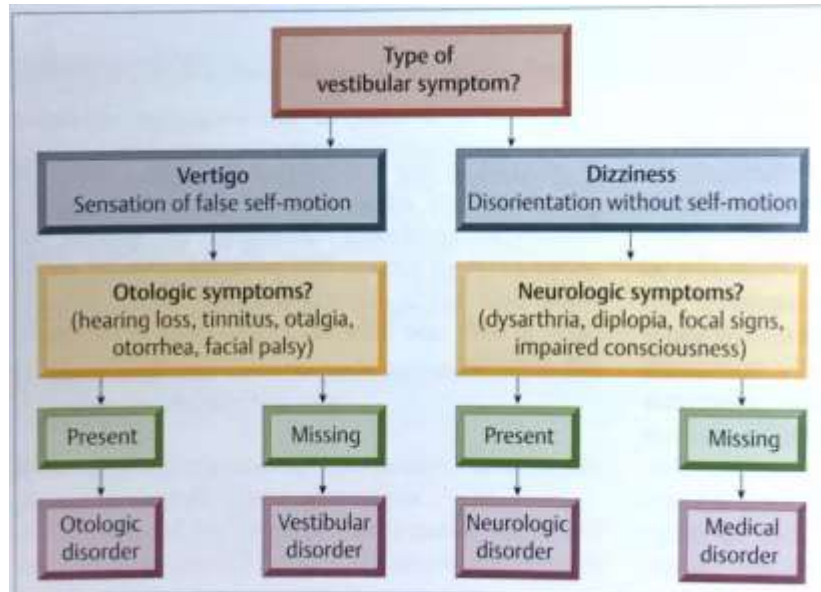 Type of
vestibular symptom?
Vertigo
Sensation of false self-motion
Dizziness
Disorientation without self-motion
Otologic symptoms?
(hearing loss, tinnitus, otalgia,
otorrhea, facial palsy)
Neurologic symptoms?
(dysarthria, diplopia, focal signs,
impaired consciousness)
Present
Missing
Present
Missing
Otologic
disorder
Vestibular
disorder
Neurologic
disorder
Medical
disorder